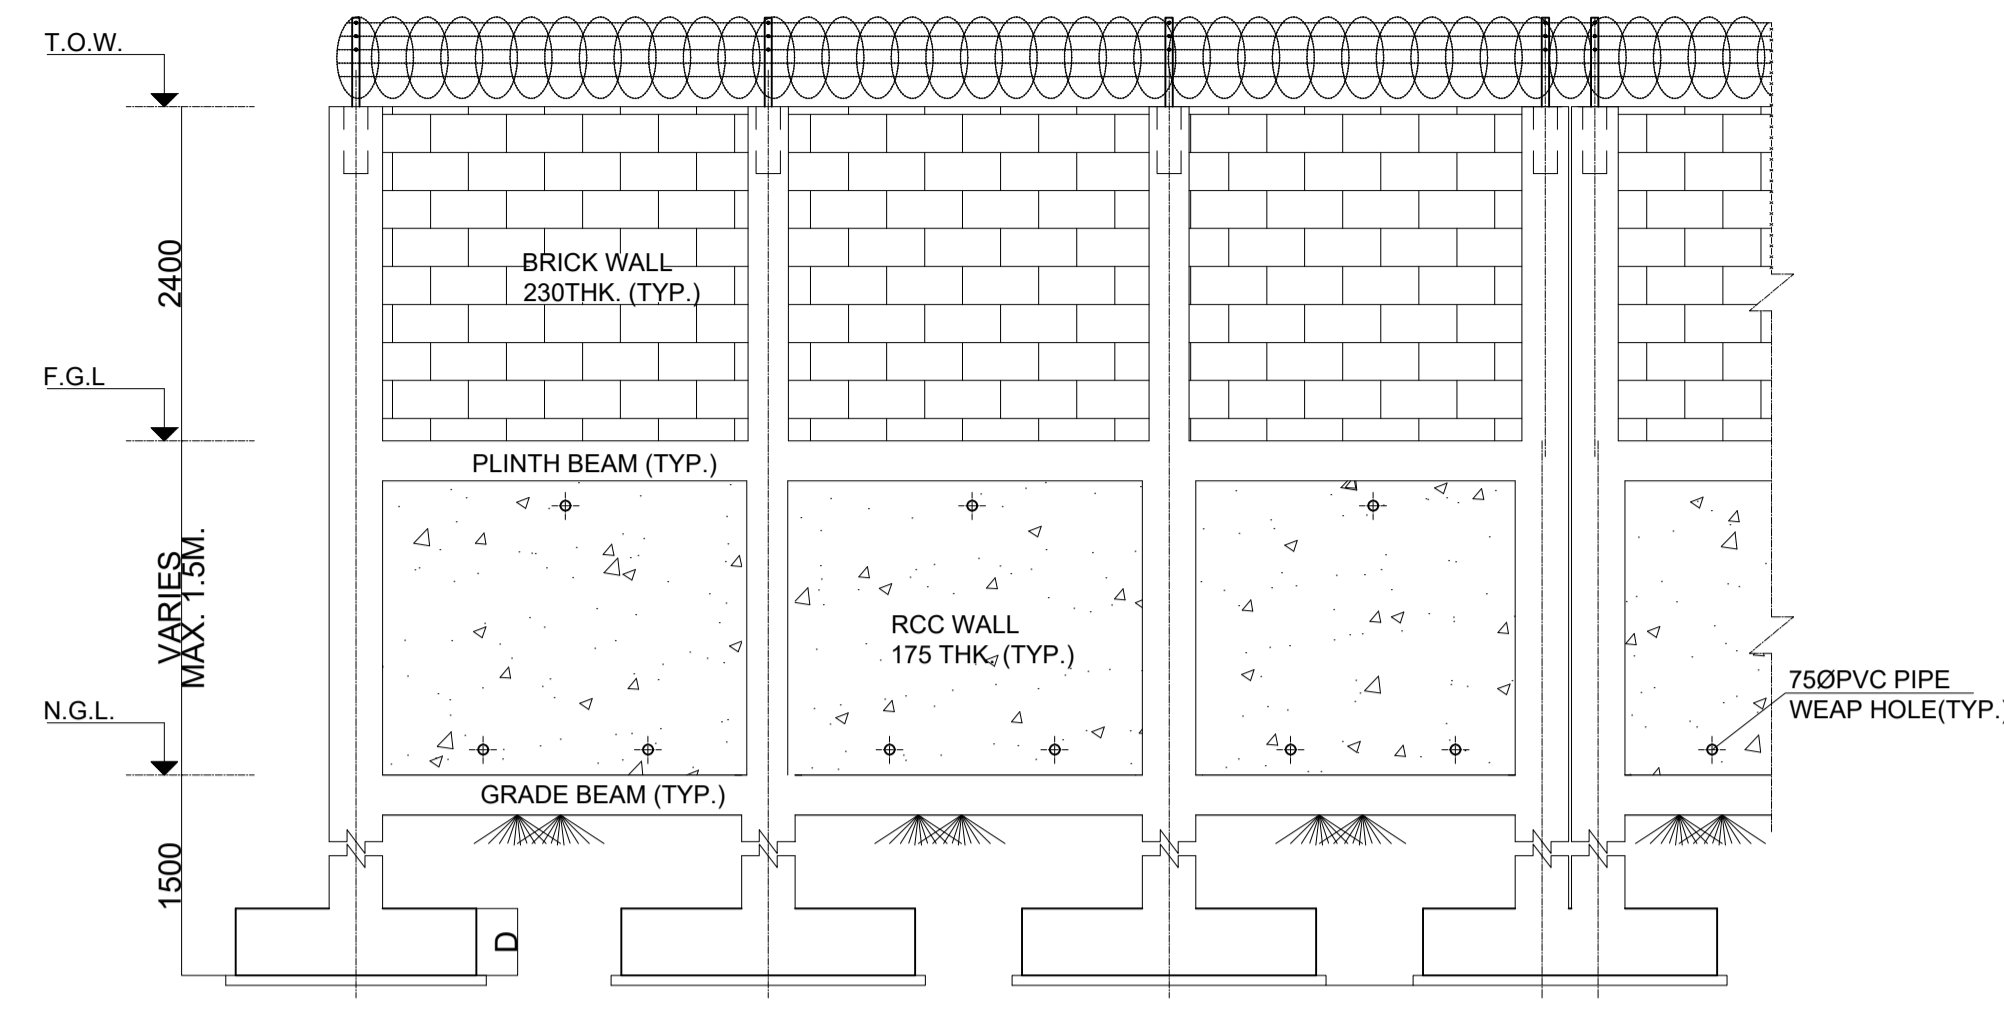 T.O.W.
2400
BRICK WALL
230THK. (TYP.)
F.G.L
PLINTH BEAM (TYP.)
VARIES
MAX. 1.5M.
RCC WALL
175 THK. (TYP.)
75ØPVC PIPE
WEAP HOLE(TYP.)
N.G.L.
GRADE BEAM (TYP.)
1500
D